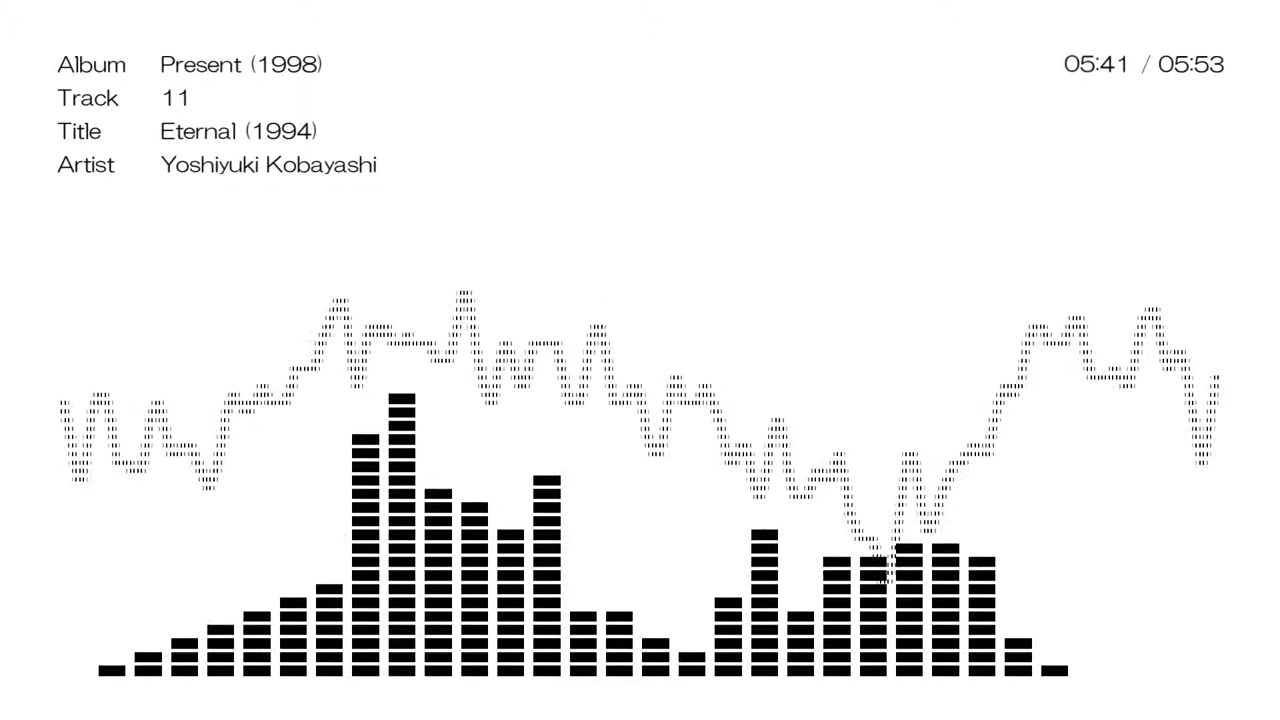 Album Present (1998) 05:41 / 05:53
Track 11
Title Eternal (1994)
Artist Yoshiyuki Kobayashi